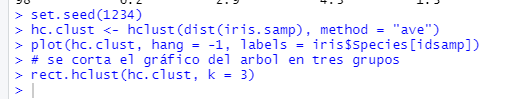 > set.seed(1234)
> hc.clust <- hclust(dist(iris.samp), method = "ave")
> plot(hc.clust, hang = -1, labels = iris$Species[idsamp])
> # se corta el gráfico del arbol en tres grupos
> rect.hclust(hc.clust, k = 3)
>